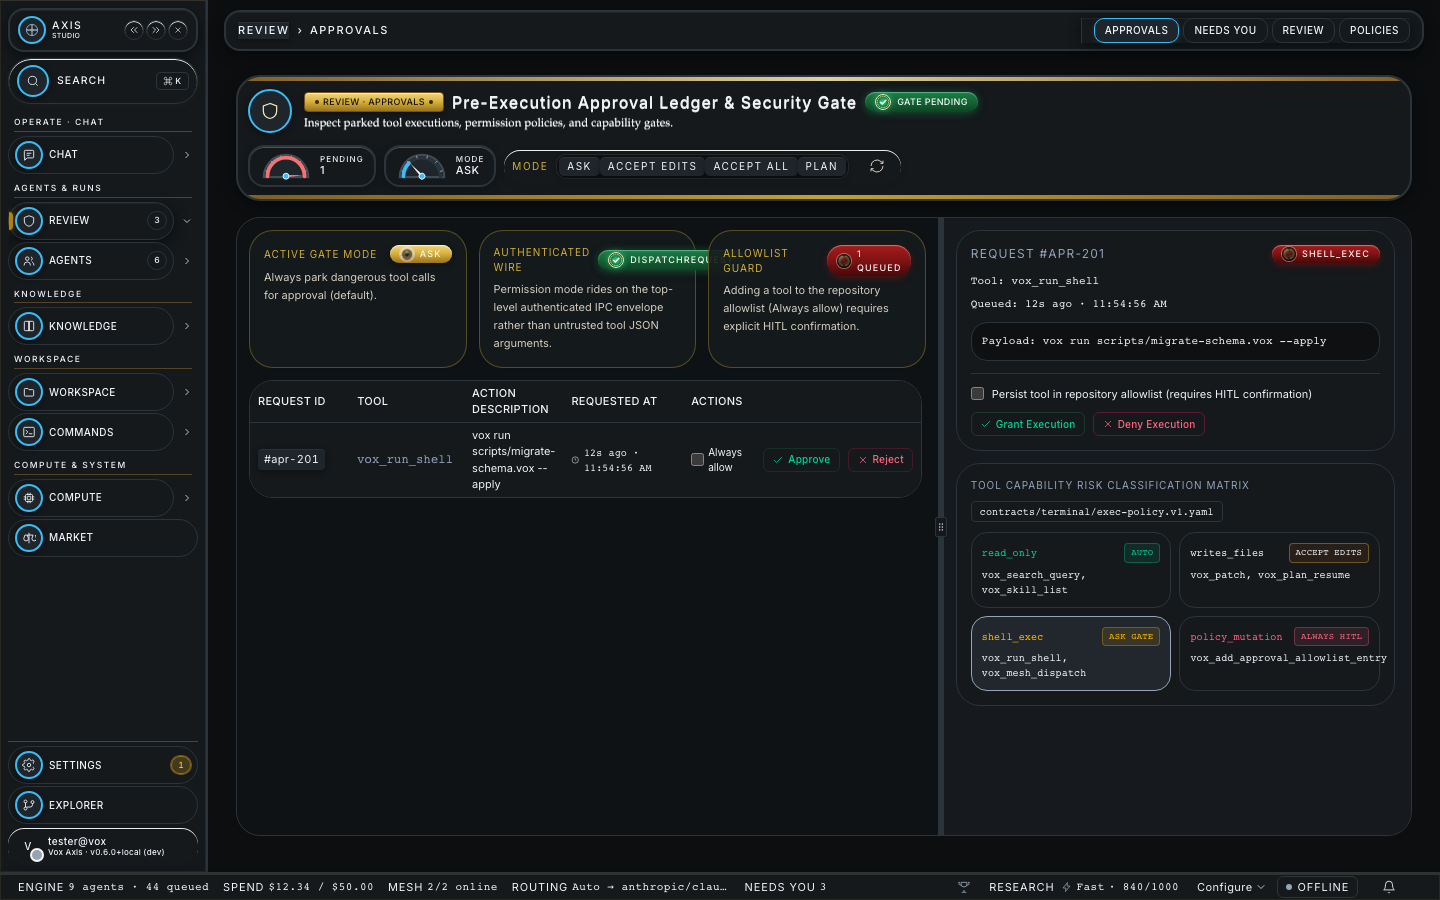 AXIS
STUDIO
SEARCH
⌘K
OPERATE · CHAT
CHAT
AGENTS & RUNS
REVIEW
3
AGENTS
6
KNOWLEDGE
KNOWLEDGE
WORKSPACE
WORKSPACE
COMMANDS
COMPUTE & SYSTEM
COMPUTE
MARKET
SETTINGS
1
EXPLORER
V
tester@vox
Vox Axis · v0.6.0+local (dev)
REVIEW › APPROVALS
APPROVALS
NEEDS YOU
REVIEW
POLICIES
• REVIEW · APPROVALS •
Pre-Execution Approval Ledger & Security Gate
GATE PENDING
Inspect parked tool executions, permission policies, and capability gates.
PENDING
1
MODE
ASK
MODE
ASK
ACCEPT EDITS
ACCEPT ALL
PLAN
ACTIVE GATE MODE
ASK
Always park dangerous tool calls
for approval (default).
AUTHENTICATED
WIRE
DISPATCHREQUE
Permission mode rides on the top-
level authenticated IPC envelope
rather than untrusted tool JSON
arguments.
ALLOWLIST
GUARD
1
QUEUED
Adding a tool to the repository
allowlist (Always allow) requires
explicit HITL confirmation.
REQUEST ID
TOOL
ACTION
DESCRIPTION
REQUESTED AT
ACTIONS
#apr-201
vox_run_shell
vox run
scripts/migrate-
schema.vox --
apply
12s ago ·
11:54:56 AM
Always
allow
Approve
Reject
REQUEST #APR-201
SHELL_EXEC
Tool: vox_run_shell
Queued: 12s ago · 11:54:56 AM
Payload: vox run scripts/migrate-schema.vox --apply
Persist tool in repository allowlist (requires HITL confirmation)
Grant Execution
Deny Execution
TOOL CAPABILITY RISK CLASSIFICATION MATRIX
contracts/terminal/exec-policy.v1.yaml
read_only
AUTO
vox_search_query,
vox_skill_list
writes_files
ACCEPT EDITS
vox_patch, vox_plan_resume
shell_exec
ASK GATE
vox_run_shell,
vox_mesh_dispatch
policy_mutation
ALWAYS HITL
vox_add_approval_allowlist_entry
ENGINE 9 agents · 44 queued
SPEND $12.34 / $50.00
MESH 2/2 online
ROUTING Auto → anthropic/clau…
NEEDS YOU 3
RESEARCH
Fast · 840/1000
Configure
OFFLINE